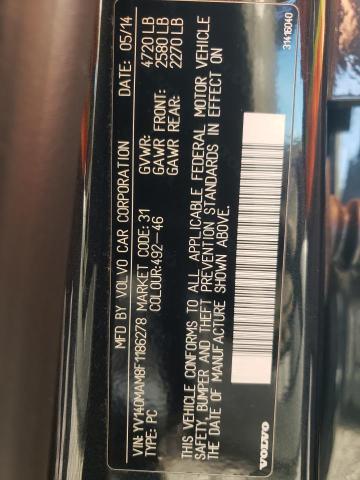 MFD BY VOLVO CAR CORPORATION DATE: 05/14
GVWR: 4720 LB
GAWR FRONT: 2580 LB
GAWR REAR: 2270 LB
VIN: YV140MAM8F1186278 MARKET CODE: 31
TYPE: PC COLOUR:492-46
THIS VEHICLE CONFORMS TO ALL APPLICABLE FEDERAL MOTOR VEHICLE
SAFETY, BUMPER AND THEFT PREVENTION STANDARDS IN EFFECT ON
THE DATE OF MANUFACTURE SHOWN ABOVE.
VOLVO
31416040